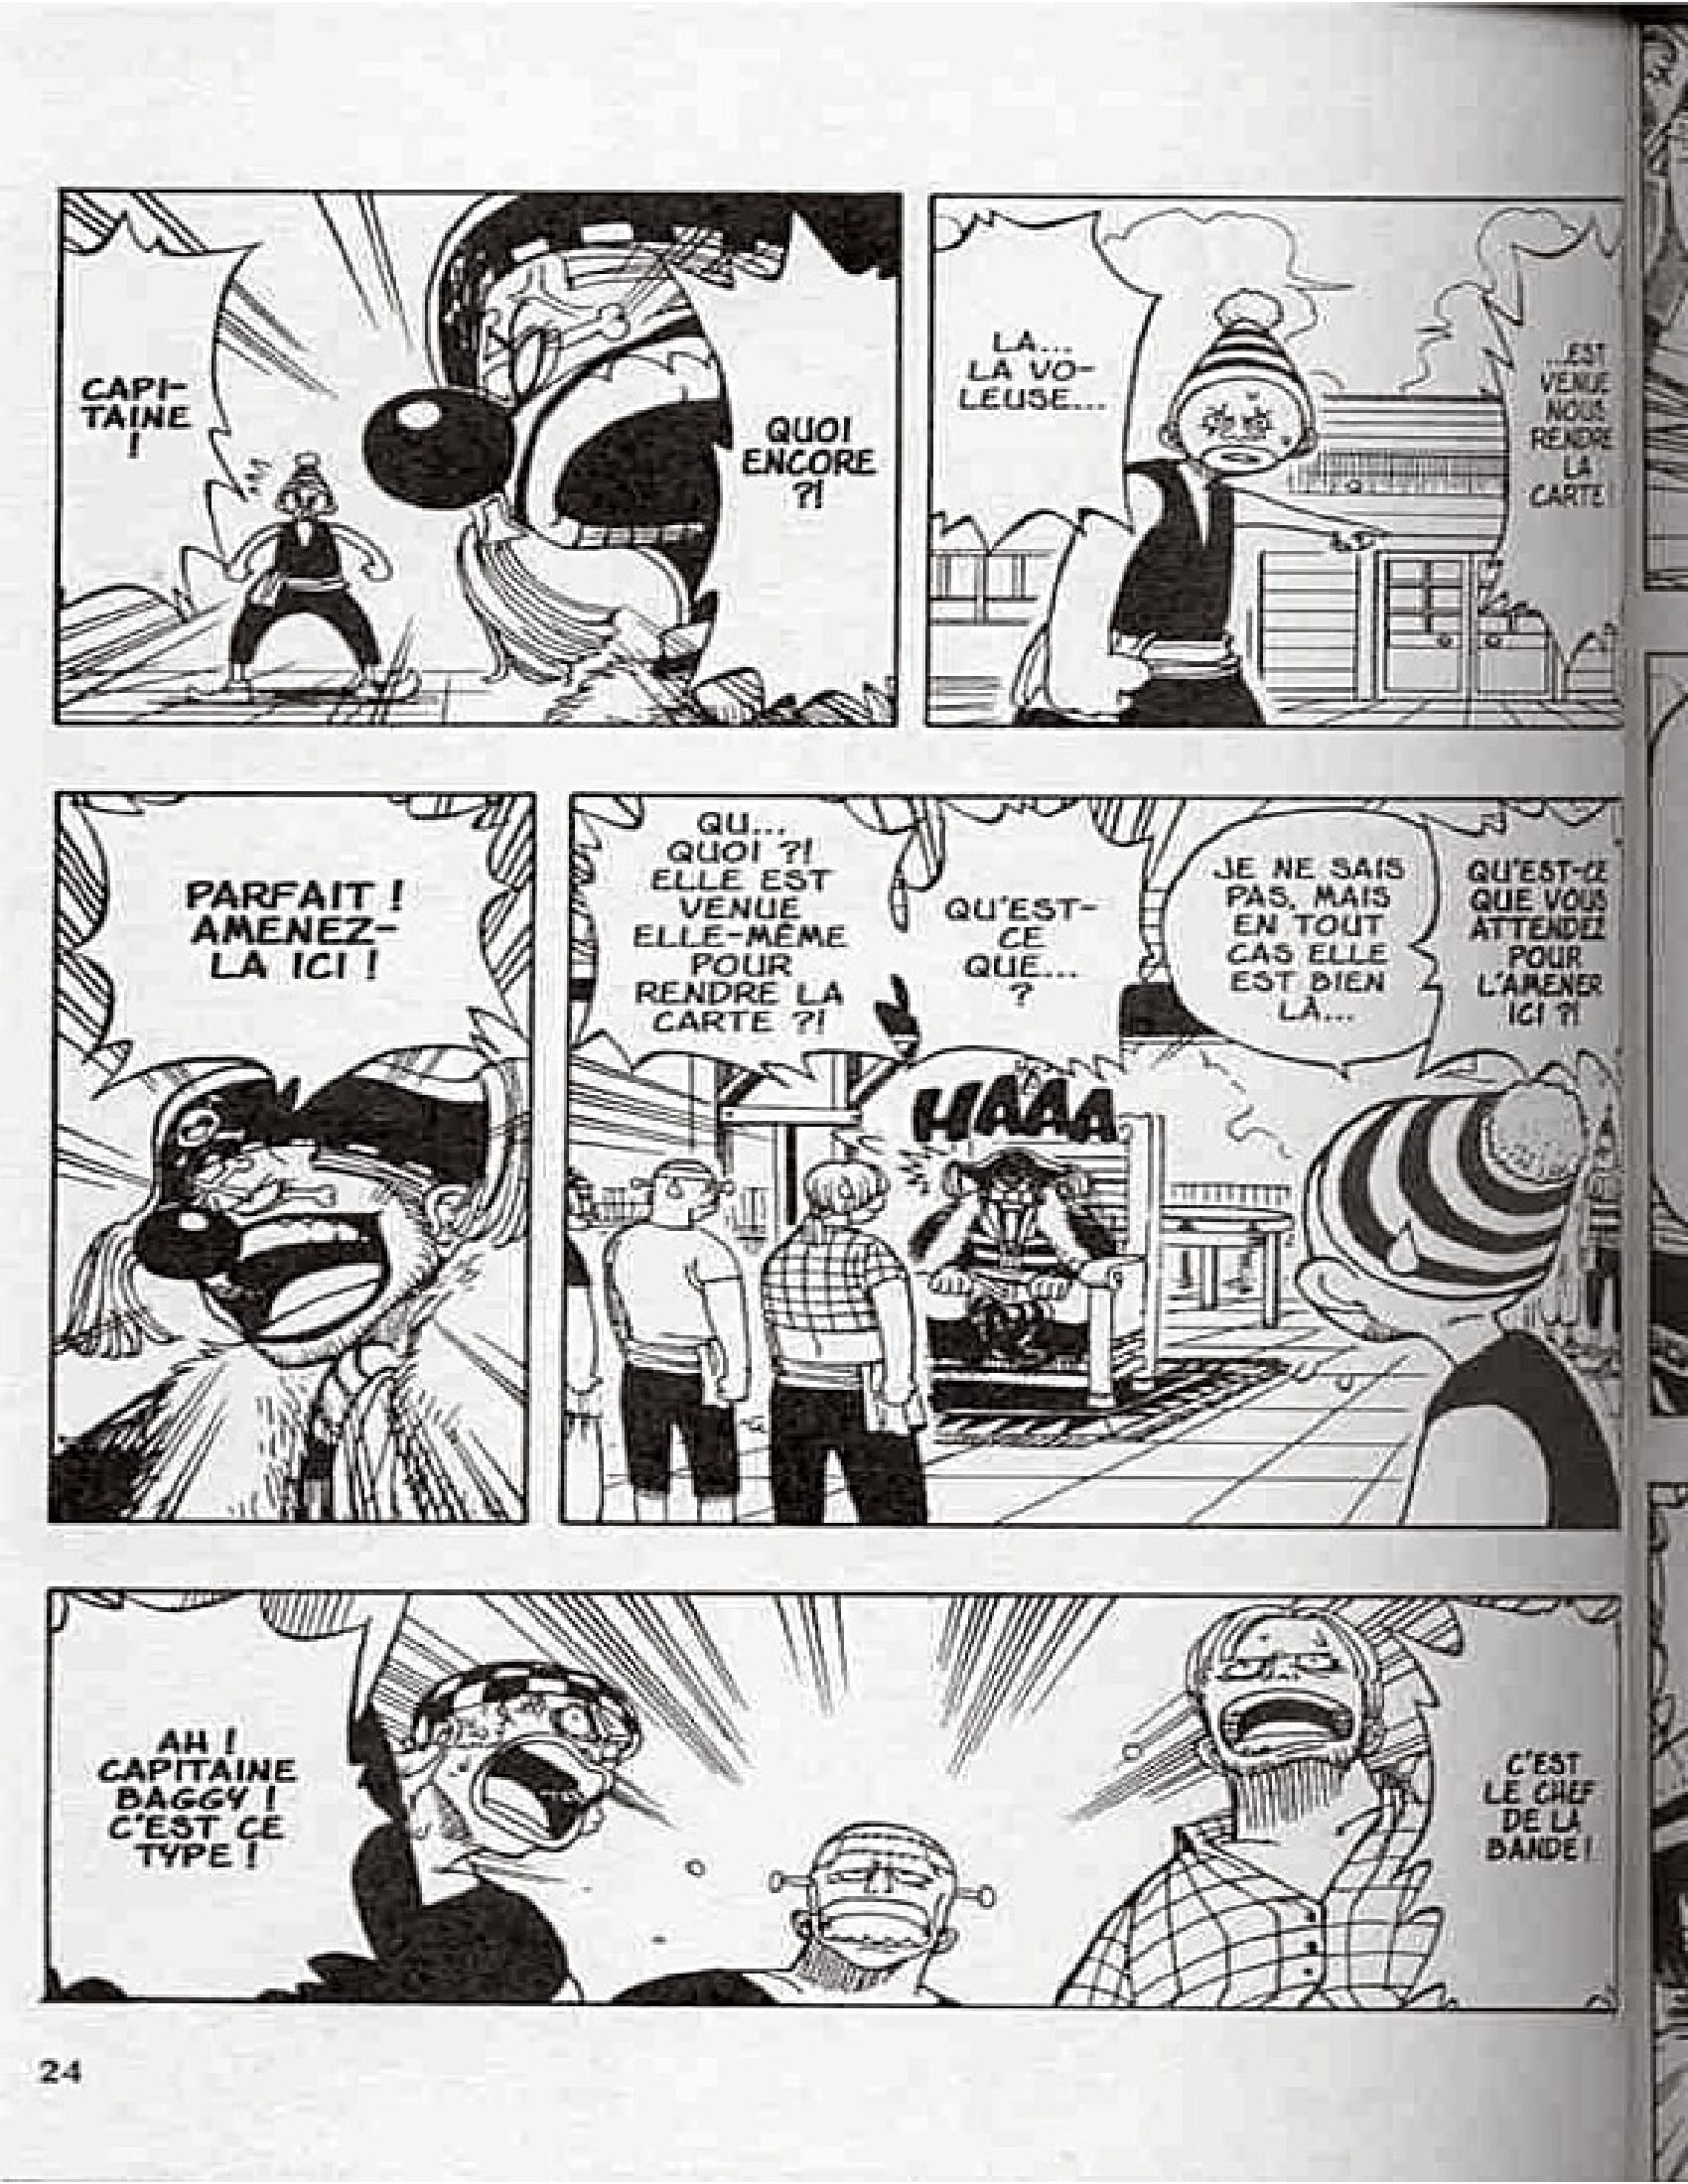 CAPI-
TAINE
!
QUOI
ENCORE
?!
LA...
LA VO-
LEUSE...
...EST
VENUE
NOUS
RENDRE
LA
CARTE
PARFAIT !
AMENEZ-
LA ICI !
QU...
QUOI ?!
ELLE EST
VENUE
ELLE-MÊME
POUR
RENDRE LA
CARTE ?!
QU'EST-
CE
QUE...
?
HAAA
JE NE SAIS
PAS, MAIS
EN TOUT
CAS ELLE
EST BIEN
LÀ...
QU'EST-CE
QUE VOUS
ATTENDEZ
POUR
L'AMENER
ICI ?!
AH !
CAPITAINE
BAGGY !
C'EST CE
TYPE !
C'EST
LE CHEF
DE LA
BANDE !
24